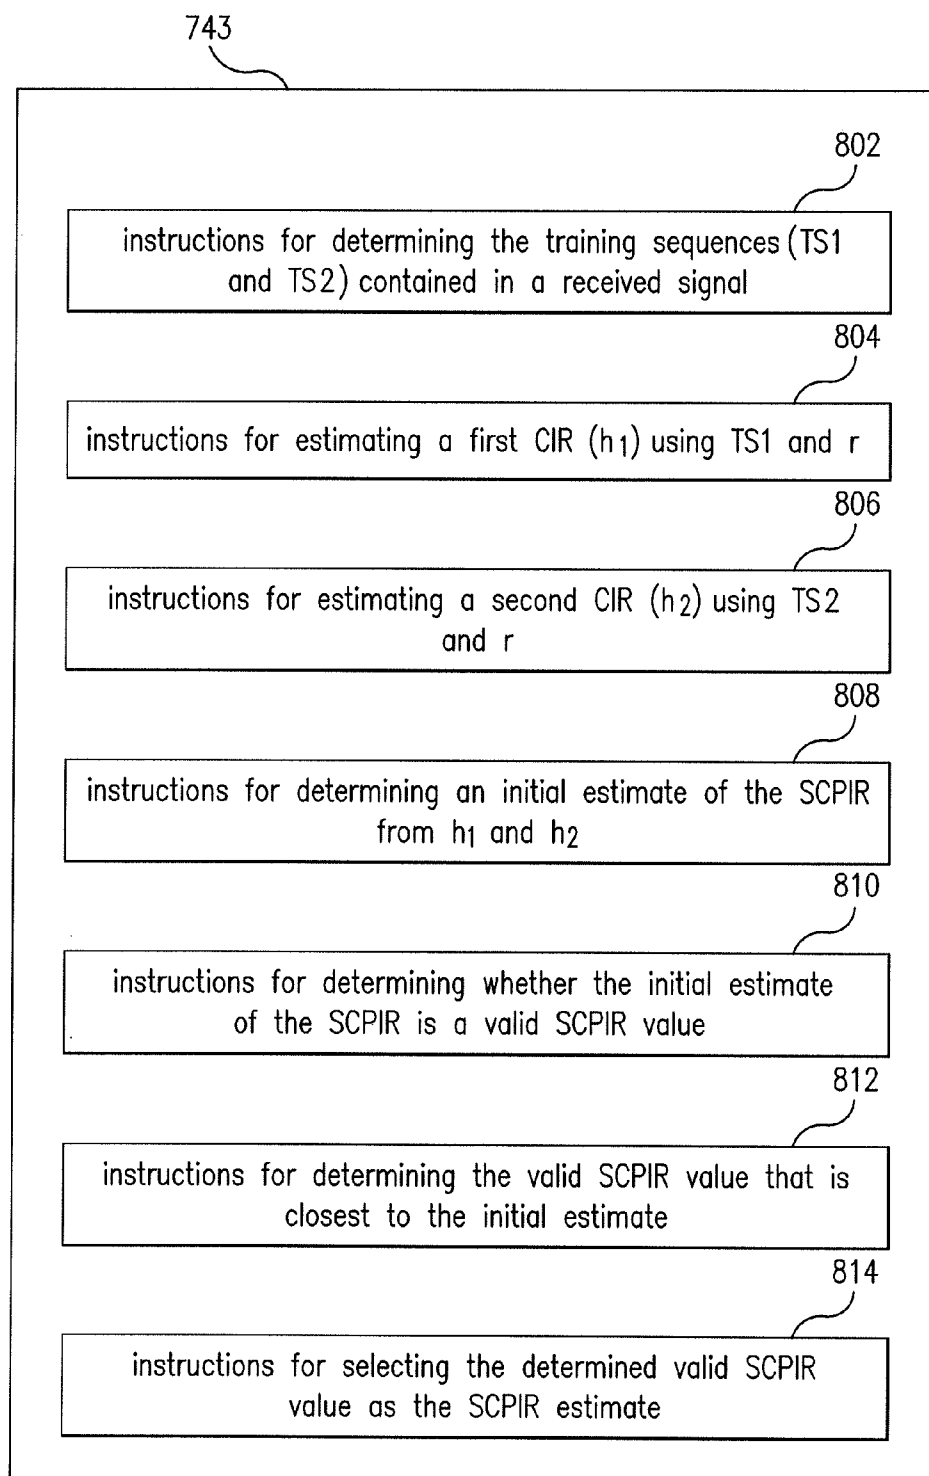 743
802
instructions for determining the training sequences (TS1
and TS2) contained in a received signal
804
instructions for estimating a first CIR (h1) using TS1 and r
806
instructions for estimating a second CIR (h2) using TS2
and r
808
instructions for determining an initial estimate of the SCPIR
from h1 and h2
810
instructions for determining whether the initial estimate
of the SCPIR is a valid SCPIR value
812
instructions for determining the valid SCPIR value that is
closest to the initial estimate
814
instructions for selecting the determined valid SCPIR
value as the SCPIR estimate